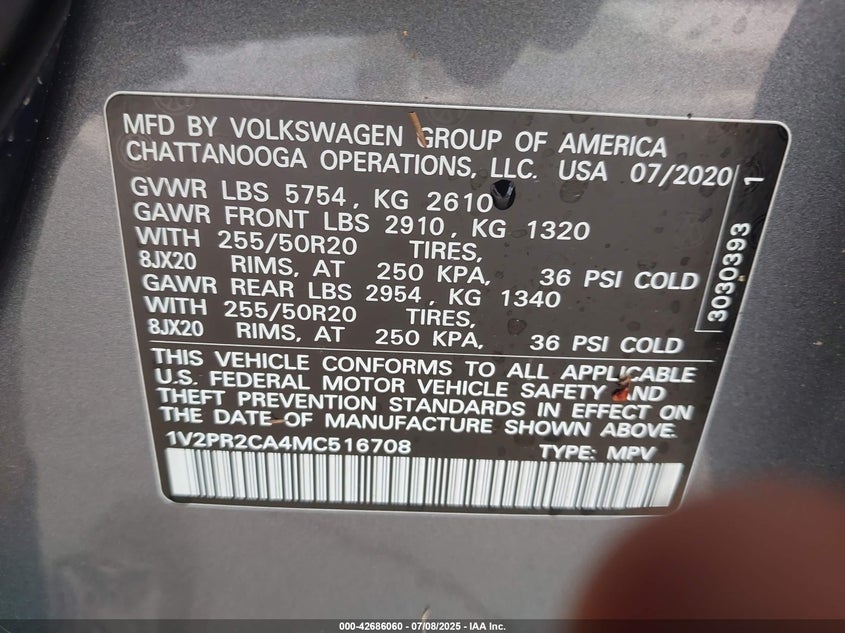 MFD BY VOLKSWAGEN GROUP OF AMERICA
CHATTANOOGA OPERATIONS, LLC. USA 07/2020
GVWR LBS 5754, KG 2610
GAWR FRONT LBS 2910, KG 1320
WITH 255/50R20 TIRES,
8JX20 RIMS, AT 250 KPA, 36 PSI COLD
GAWR REAR LBS 2954, KG 1340
WITH 255/50R20 TIRES,
8JX20 RIMS, AT 250 KPA, 36 PSI COLD
THIS VEHICLE CONFORMS TO ALL APPLICABLE
U.S. FEDERAL MOTOR VEHICLE SAFETY AND
THEFT PREVENTION STANDARDS IN EFFECT ON
THE DATE OF MANUFACTURE SHOWN ABOVE.
1V2PR2CA4MC516708 TYPE: MPV
3030393 1
000-42686060 - 07/08/2025 - IAA Inc.